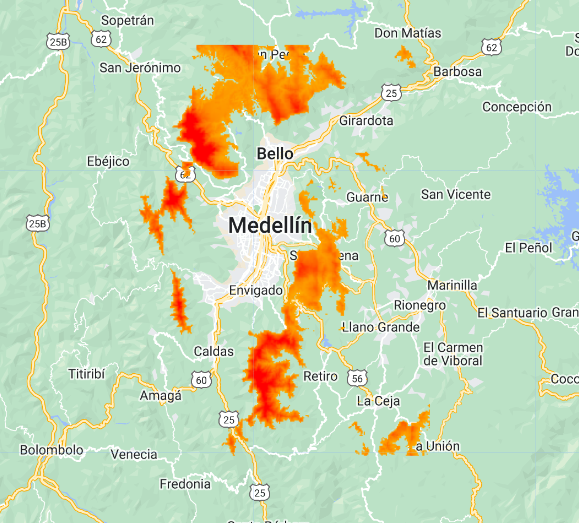 Sopetrán
Don Matías
25B
62
62
San Jerónimo
Barbosa
25
Concepción
Girardota
Bello
Ebéjico
San Vicente
Guarne
25B
Medellín
60
El Peñol
Envigado
Marinilla
Rionegro
El Santuario
Llano Grande
El Carmen
de Viboral
Caldas
Titiribí
60
Retiro
56
Amagá
La Ceja
25
Bolombolo
Venecia
Fredonia
25